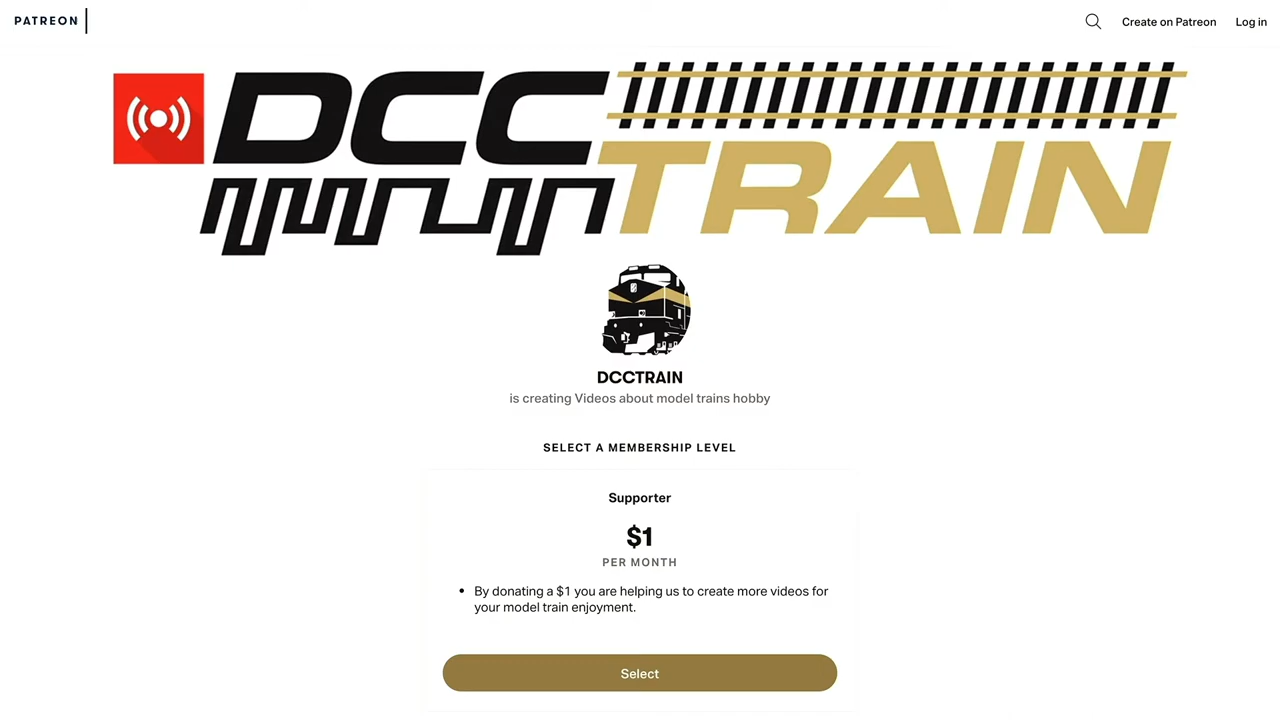 PATREON
Create on Patreon
Log in
DCC
TRAIN
DCCTRAIN
is creating Videos about model trains hobby
SELECT A MEMBERSHIP LEVEL
Supporter
$1
PER MONTH
• By donating a $1 you are helping us to create more videos for
your model train enjoyment.
Select